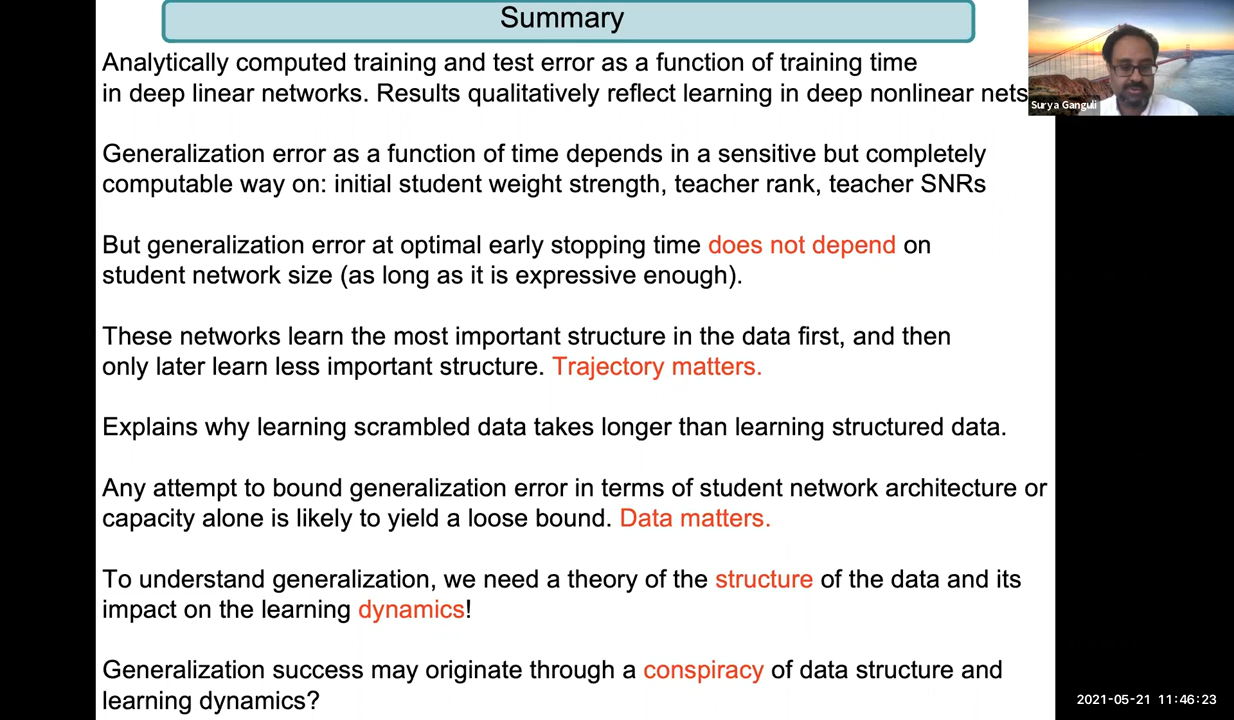 Summary
Analytically computed training and test error as a function of training time
in deep linear networks. Results qualitatively reflect learning in deep nonlinear nets
Surya Ganguli
Generalization error as a function of time depends in a sensitive but completely
computable way on: initial student weight strength, teacher rank, teacher SNRs
But generalization error at optimal early stopping time does not depend on
student network size (as long as it is expressive enough).
These networks learn the most important structure in the data first, and then
only later learn less important structure. Trajectory matters.
Explains why learning scrambled data takes longer than learning structured data.
Any attempt to bound generalization error in terms of student network architecture or
capacity alone is likely to yield a loose bound. Data matters.
To understand generalization, we need a theory of the structure of the data and its
impact on the learning dynamics!
Generalization success may originate through a conspiracy of data structure and
learning dynamics?
2021-05-21 11:46:23